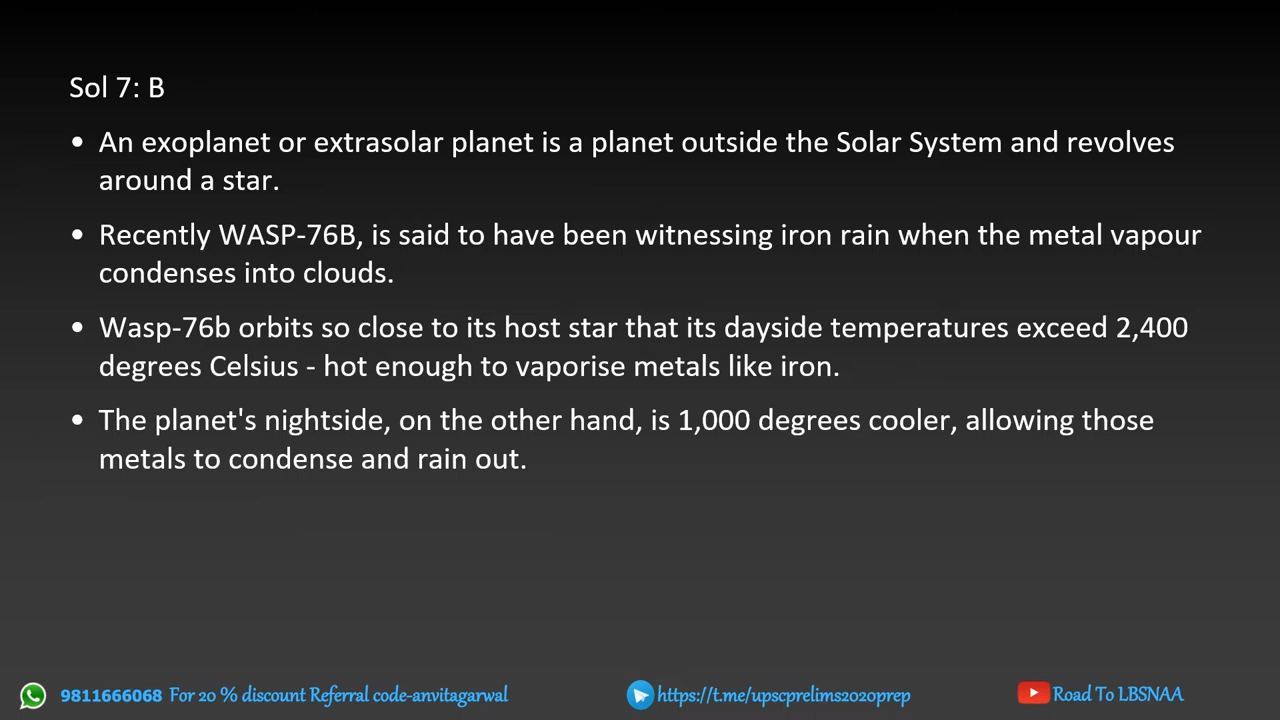 Sol 7: B
• An exoplanet or extrasolar planet is a planet outside the Solar System and revolves
around a star.
• Recently WASP-76B, is said to have been witnessing iron rain when the metal vapour
condenses into clouds.
• Wasp-76b orbits so close to its host star that its dayside temperatures exceed 2,400
degrees Celsius - hot enough to vaporise metals like iron.
• The planet's nightside, on the other hand, is 1,000 degrees cooler, allowing those
metals to condense and rain out.
9811666068 For 20 % discount Referral code-anvitagarwal https://t.me/upscprelims2020prep Road To LBSNAA